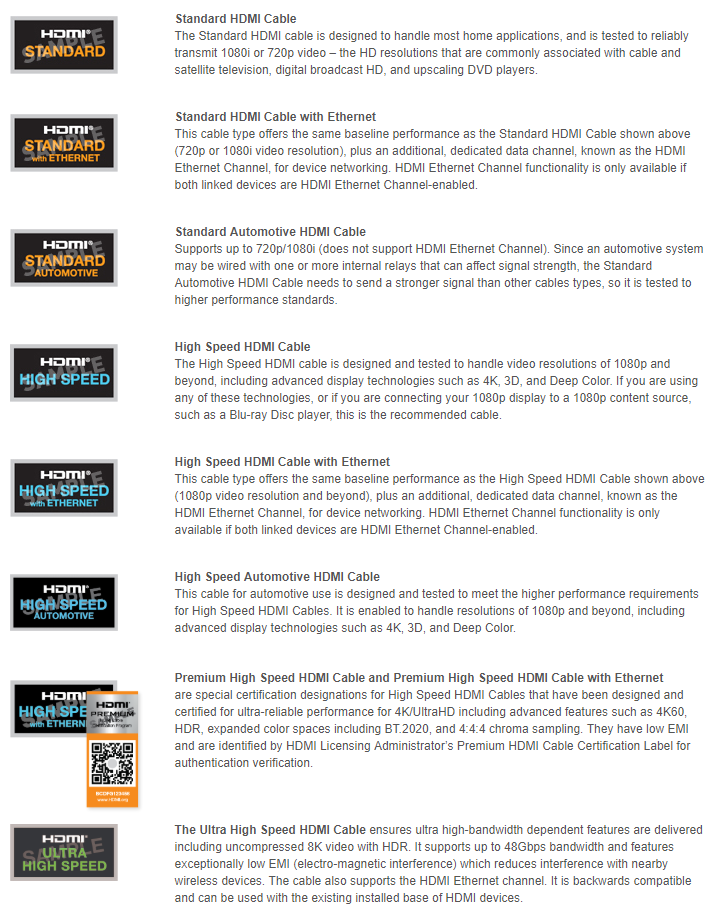 HDMI
STANDARD
SAMPLE
Standard HDMI Cable
The Standard HDMI cable is designed to handle most home applications, and is tested to reliably
transmit 1080i or 720p video – the HD resolutions that are commonly associated with cable and
satellite television, digital broadcast HD, and upscaling DVD players.
HDMI
STANDARD
with ETHERNET
SAMPLE
Standard HDMI Cable with Ethernet
This cable type offers the same baseline performance as the Standard HDMI Cable shown above
(720p or 1080i video resolution), plus an additional, dedicated data channel, known as the HDMI
Ethernet Channel, for device networking. HDMI Ethernet Channel functionality is only available if
both linked devices are HDMI Ethernet Channel-enabled.
HDMI
STANDARD
AUTOMOTIVE
SAMPLE
Standard Automotive HDMI Cable
Supports up to 720p/1080i (does not support HDMI Ethernet Channel). Since an automotive system
may be wired with one or more internal relays that can affect signal strength, the Standard
Automotive HDMI Cable needs to send a stronger signal than other cables types, so it is tested to
higher performance standards.
HDMI
HIGH SPEED
SAMPLE
High Speed HDMI Cable
The High Speed HDMI cable is designed and tested to handle video resolutions of 1080p and
beyond, including advanced display technologies such as 4K, 3D, and Deep Color. If you are using
any of these technologies, or if you are connecting your 1080p display to a 1080p content source,
such as a Blu-ray Disc player, this is the recommended cable.
HDMI
HIGH SPEED
with ETHERNET
SAMPLE
High Speed HDMI Cable with Ethernet
This cable type offers the same baseline performance as the High Speed HDMI Cable shown above
(1080p video resolution and beyond), plus an additional, dedicated data channel, known as the
HDMI Ethernet Channel, for device networking. HDMI Ethernet Channel functionality is only
available if both linked devices are HDMI Ethernet Channel-enabled.
HDMI
HIGH SPEED
AUTOMOTIVE
SAMPLE
High Speed Automotive HDMI Cable
This cable for automotive use is designed and tested to meet the higher performance requirements
for High Speed HDMI Cables. It is enabled to handle resolutions of 1080p and beyond, including
advanced display technologies such as 4K, 3D, and Deep Color.
HDMI
HIGH SPE
with ETHERN
HDMI
PREMIUM
www.HDMI.org
Premium High Speed HDMI Cable and Premium High Speed HDMI Cable with Ethernet
are special certification designations for High Speed HDMI Cables that have been designed and
certified for ultra-reliable performance for 4K/UltraHD including advanced features such as 4K60,
HDR, expanded color spaces including BT.2020, and 4:4:4 chroma sampling. They have low EMI
and are identified by HDMI Licensing Administrator's Premium HDMI Cable Certification Label for
authentication verification.
HDMI
ULTRA
HIGH SPEED
SAMPLE
The Ultra High Speed HDMI Cable ensures ultra high-bandwidth dependent features are delivered
including uncompressed 8K video with HDR. It supports up to 48Gbps bandwidth and features
exceptionally low EMI (electro-magnetic interference) which reduces interference with nearby
wireless devices. The cable also supports the HDMI Ethernet channel. It is backwards compatible
and can be used with the existing installed base of HDMI devices.